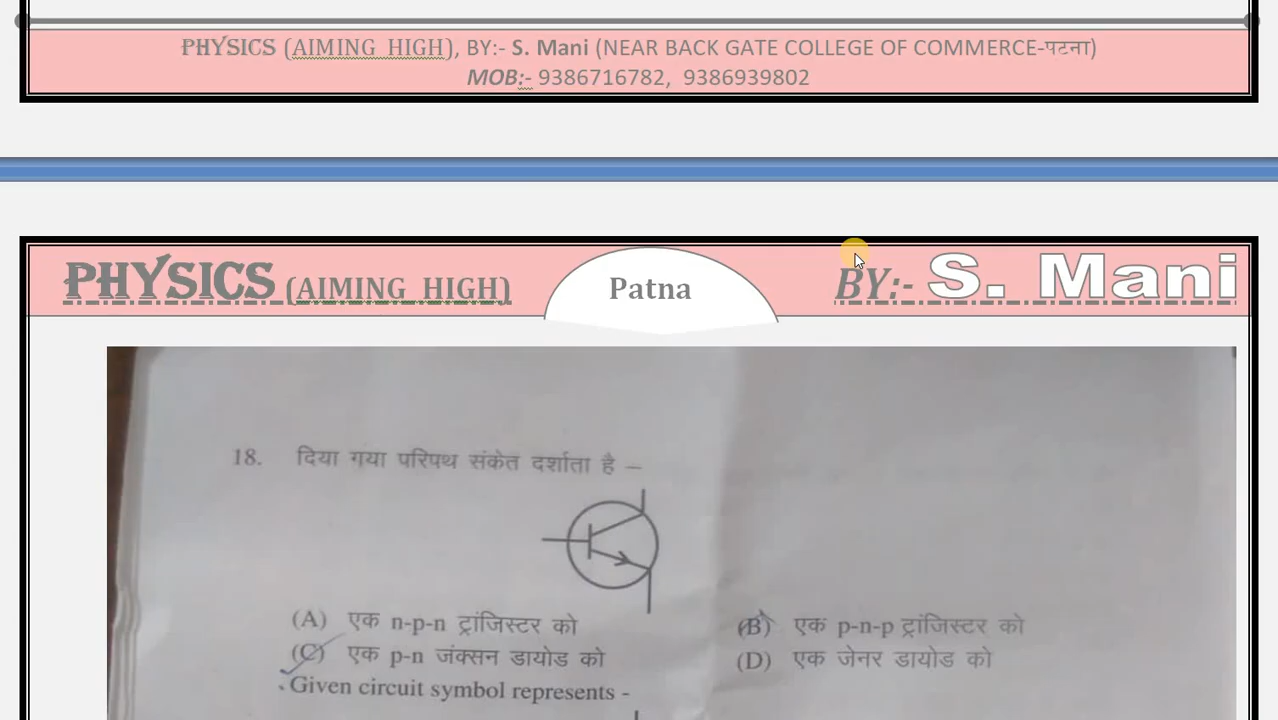 PHYSICS (AIMING HIGH), BY:- S. Mani (NEAR BACK GATE COLLEGE OF COMMERCE-पटना)
MOB:- 9386716782, 9386939802
PHYSICS (AIMING HIGH) Patna BY:- S. Mani
18. दिया गया परिपथ संकेत दर्शाता है –
(A) एक n-p-n ट्रांजिस्टर को (B) एक p-n-p ट्रांजिस्टर को
(C) एक p-n जंक्सन डायोड को (D) एक जेनर डायोड को
Given circuit symbol represents -